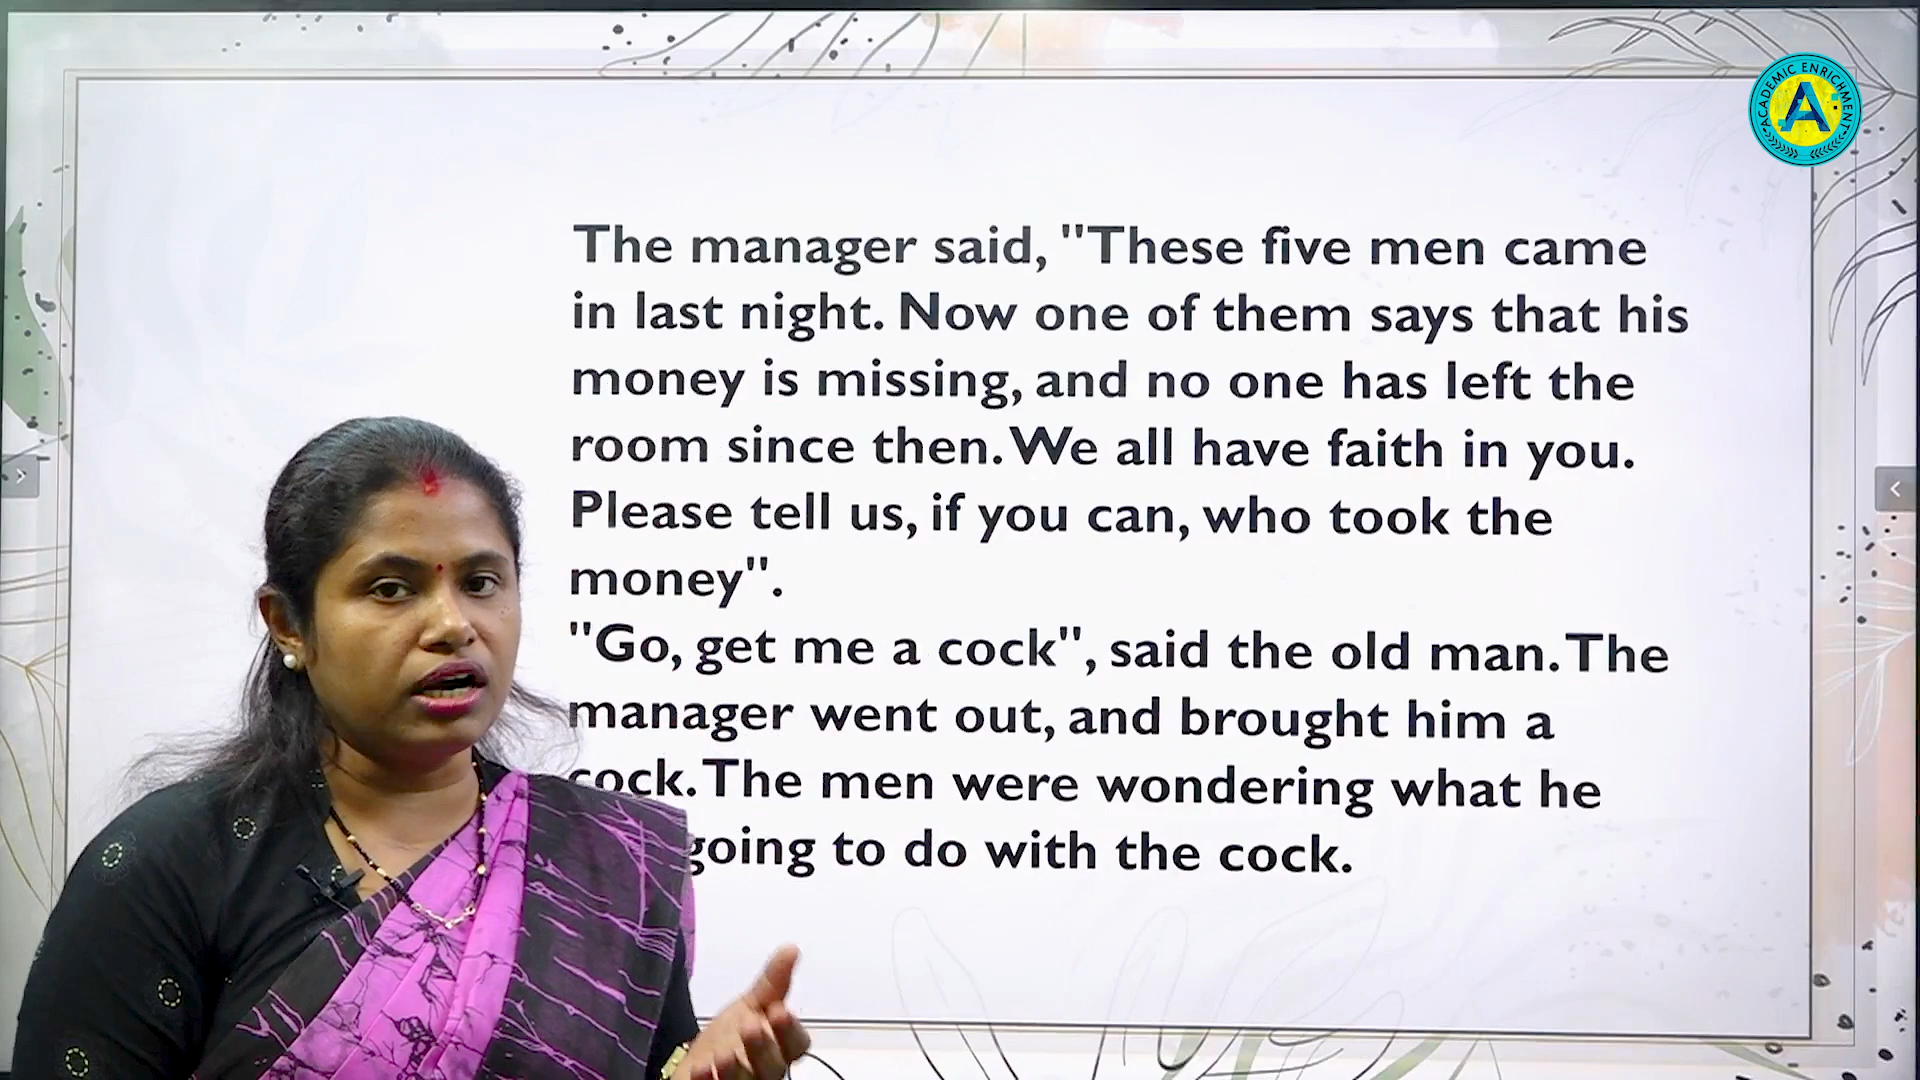 ACADEMIC ENRICHMENT
A
The manager said, "These five men came
in last night. Now one of them says that his
money is missing, and no one has left the
room since then. We all have faith in you.
Please tell us, if you can, who took the
money".
"Go, get me a cock", said the old man. The
manager went out, and brought him a
cock. The men were wondering what he
going to do with the cock.